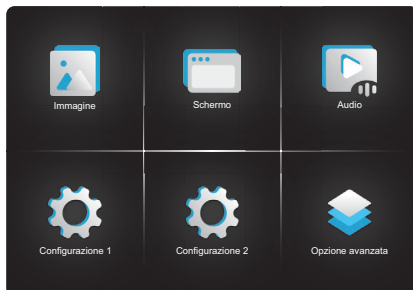 Immagine
Schermo
Audio
Configurazione 1
Configurazione 2
Opzione avanzata